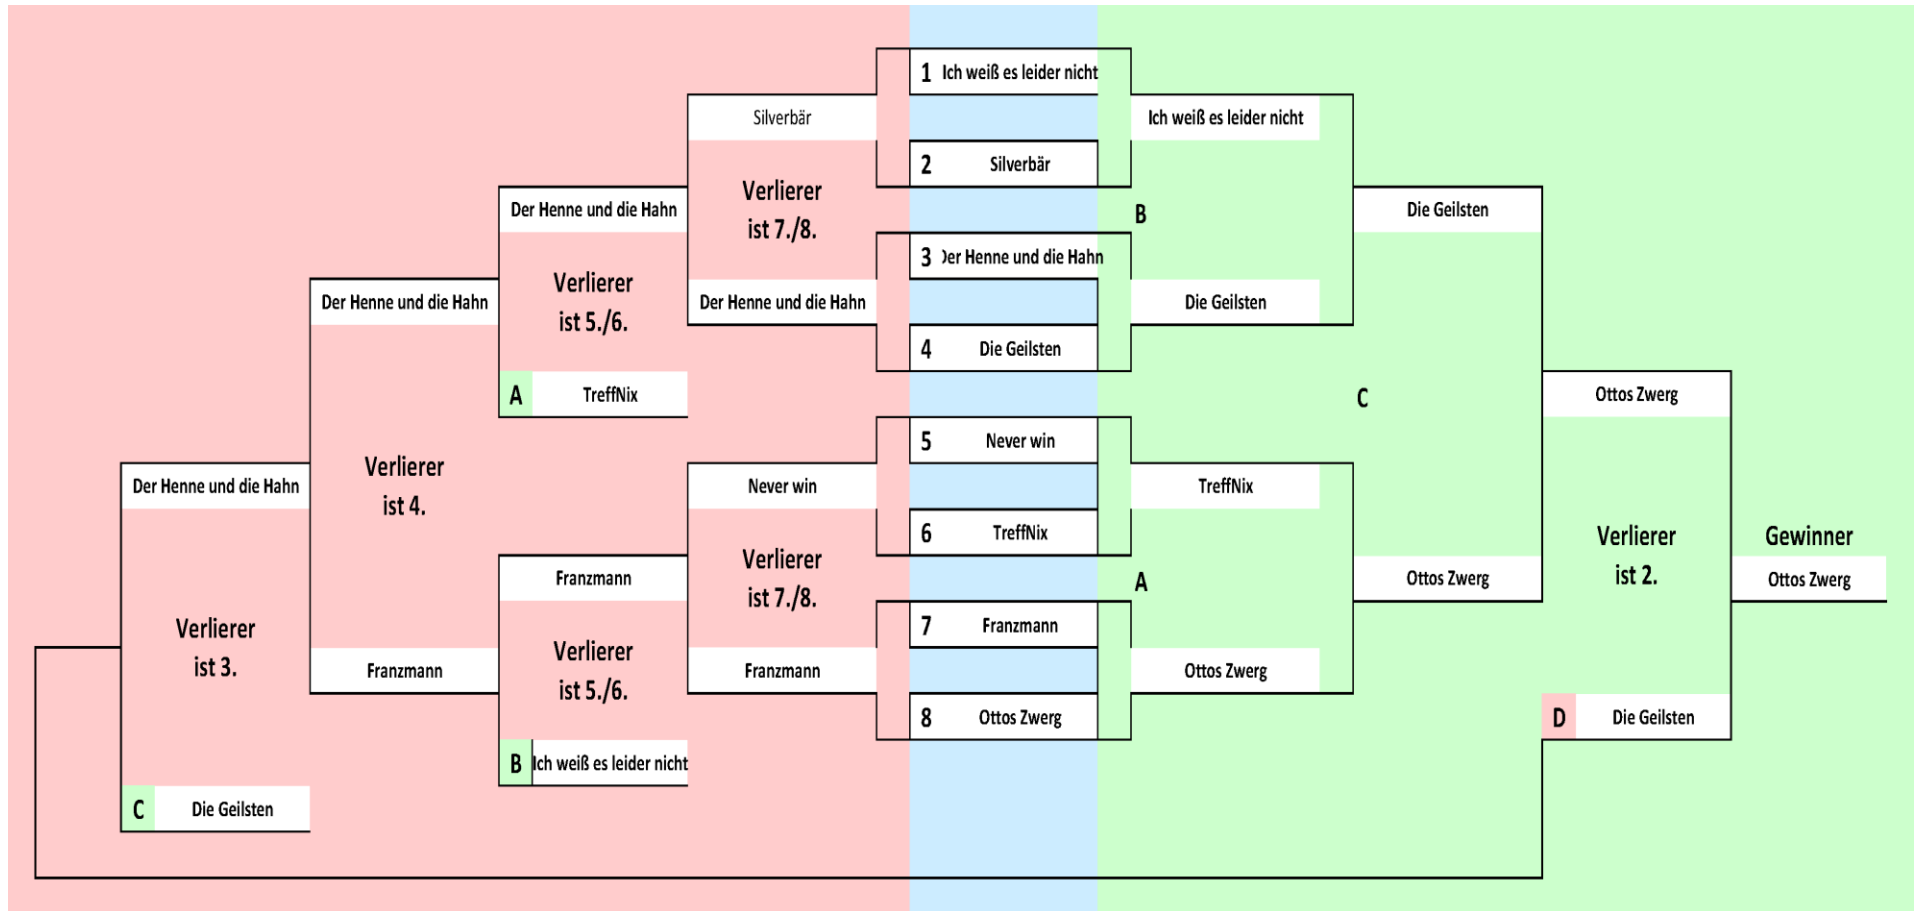 1 Ich weiß es leider nicht
Silverbär
Ich weiß es leider nicht
2 Silverbär
Verlierer
ist 7./8.
Der Henne und die Hahn
B
Die Geilsten
3 Der Henne und die Hahn
Verlierer
ist 5./6.
Der Henne und die Hahn
Der Henne und die Hahn
Die Geilsten
4 Die Geilsten
A TreffNix
C
Ottos Zwerg
5 Never win
Verlierer
ist 4.
Der Henne und die Hahn
Never win
TreffNix
6 TreffNix
Verlierer
ist 7./8.
Verlierer
ist 2.
Gewinner
Franzmann
A
Ottos Zwerg
Ottos Zwerg
7 Franzmann
Verlierer
ist 3.
Verlierer
ist 5./6.
Franzmann
Franzmann
Ottos Zwerg
8 Ottos Zwerg
D Die Geilsten
B Ich weiß es leider nicht
C Die Geilsten